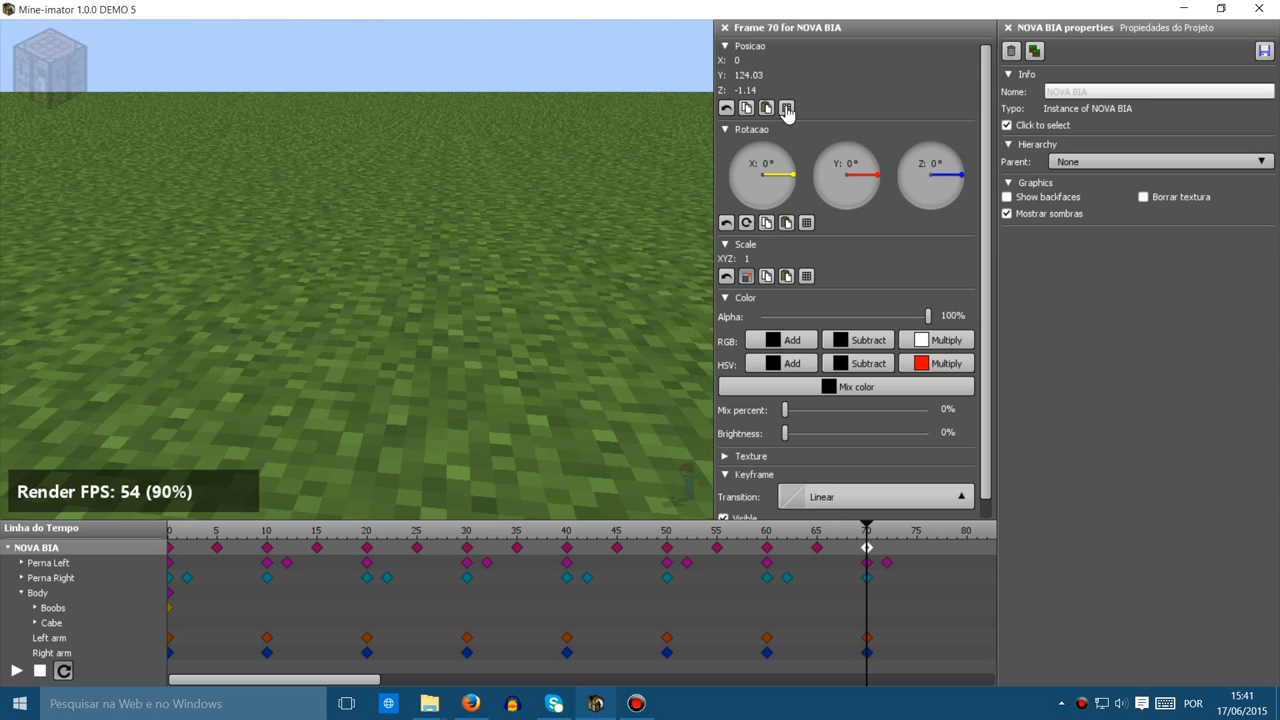 Mine-imator 1.0.0 DEMO 5
Frame 70 for NOVA BIA
Posicao
X: 0
Y: 124.03
Z: -1.14
Rotacao
X: 0° Y: 0° Z: 0°
Scale
XYZ: 1
Color
Alpha: 100%
RGB: Add Subtract Multiply
HSV: Add Subtract Multiply
Mix color
Mix percent: 0%
Brightness: 0%
Texture
Keyframe
Transition: Linear
Visible
NOVA BIA properties Propiedades do Projeto
Info
Nome: NOVA BIA
Typo: Instance of NOVA BIA
Click to select
Hierarchy
Parent: None
Graphics
Show backfaces Borrar textura
Mostrar sombras
Render FPS: 54 (90%)
Linha do Tempo
0 5 10 15 20 25 30 35 40 45 50 55 60 65 70 75 80
NOVA BIA
Perna Left
Perna Right
Body
Boobs
Cabe
Left arm
Right arm
Pesquisar na Web e no Windows
POR
15:41
17/06/2015